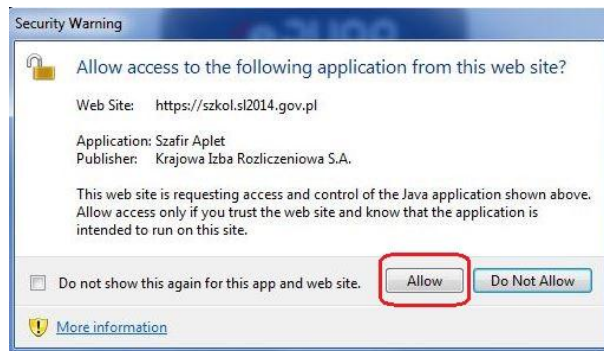 Security Warning
Allow access to the following application from this web site?
Web Site: https://szkol.sl2014.gov.pl
Application: Szafir Aplet
Publisher: Krajowa Izba Rozliczeniowa S.A.
This web site is requesting access and control of the Java application shown above.
Allow access only if you trust the web site and know that the application is
intended to run on this site.
Do not show this again for this app and web site.
Allow
Do Not Allow
More information